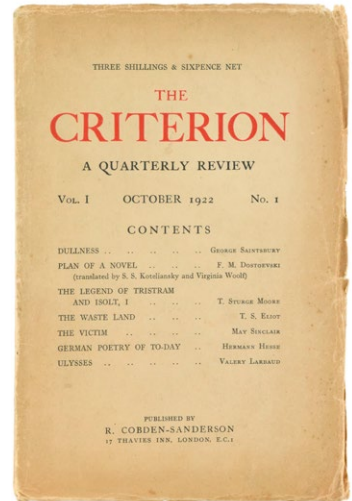 THREE SHILLINGS & SIXPENCE NET
THE
CRITERION
A QUARTERLY REVIEW
VOL. I OCTOBER 1922 No. 1
CONTENTS
DULLNESS .. .. .. .. .. GEORGE SAINTSBURY
PLAN OF A NOVEL .. .. .. F. M. DOSTOEVSKI
(translated by S. S. Koteliansky and Virginia Woolf)
THE LEGEND OF TRISTRAM
AND ISOLT, I .. .. .. T. STURGE MOORE
THE WASTE LAND .. .. .. T. S. ELIOT
THE VICTIM .. .. .. .. MAY SINCLAIR
GERMAN POETRY OF TO-DAY .. HERMANN HESSE
ULYSSES .. .. .. .. .. VALERY LARBAUD
PUBLISHED BY
R. COBDEN-SANDERSON
17 THAVIES INN, LONDON, E.C.1